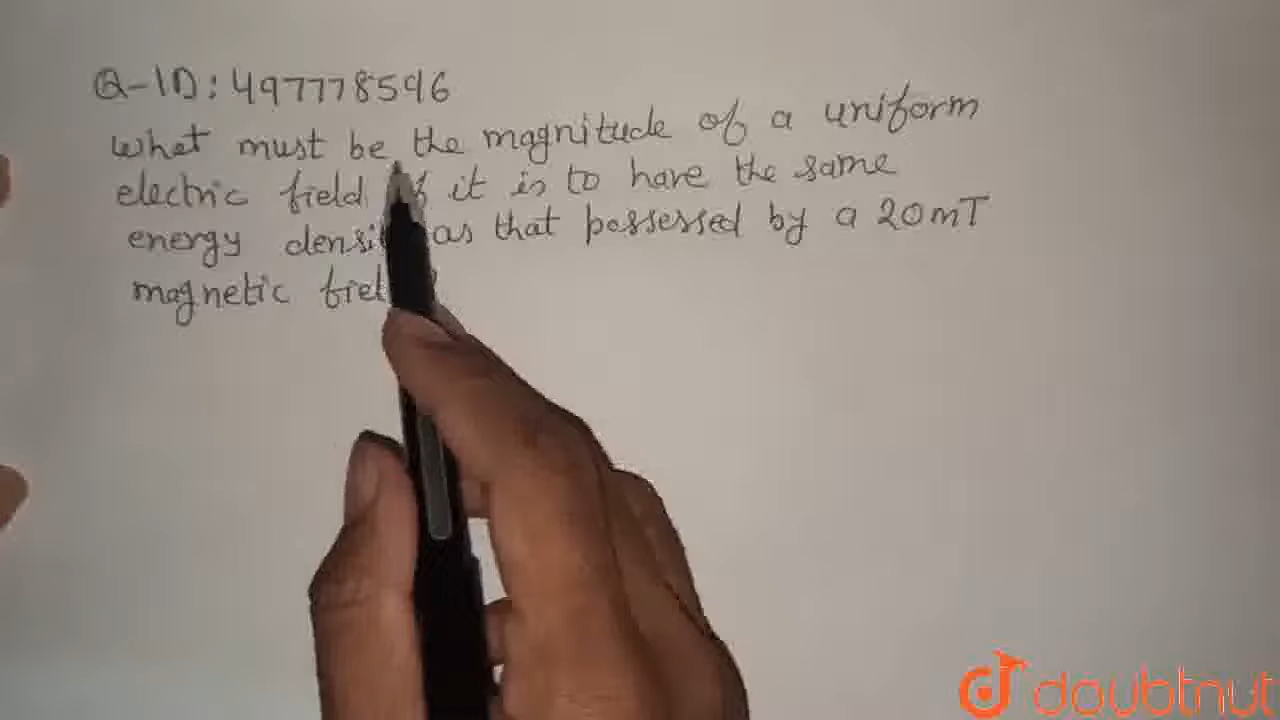 Q-ID: 497778596
What must be the magnitude of a uniform
electric field it is to have the same
energy as that possessed by a 20mT
magnetic
doubtnut